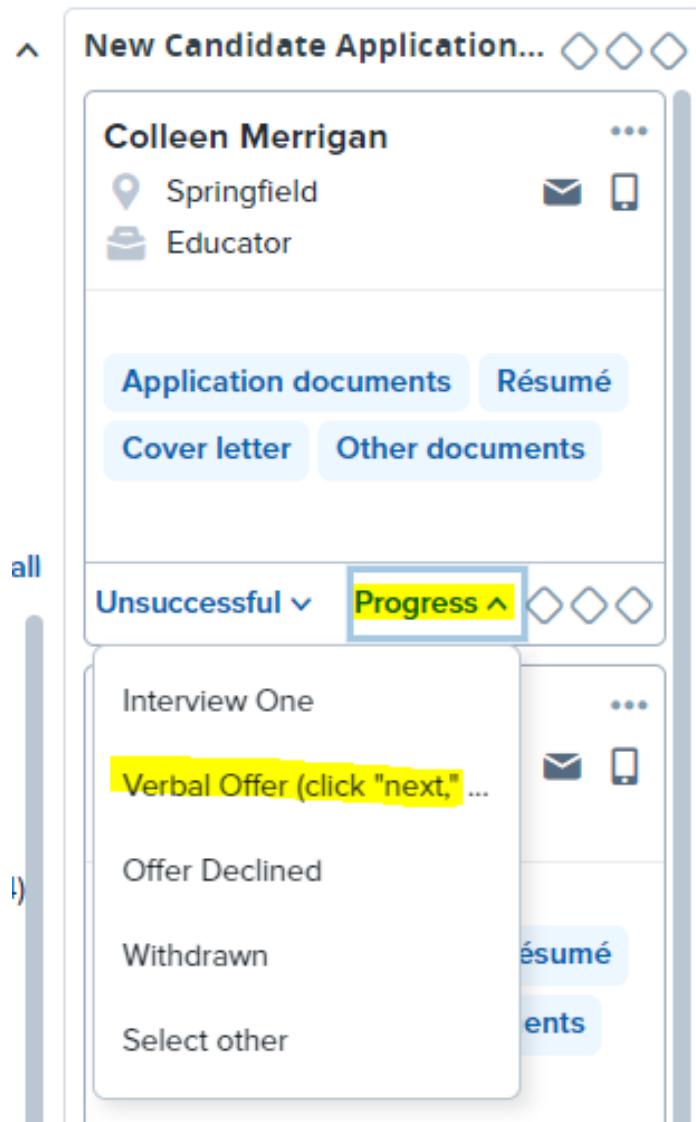 New Candidate Application...
Colleen Merrigan
Springfield
Educator
Application documents Résumé
Cover letter Other documents
all
Unsuccessful Progress
Interview One
Verbal Offer (click "next," ...
Offer Declined
4)
Withdrawn ésumé
Select other ents